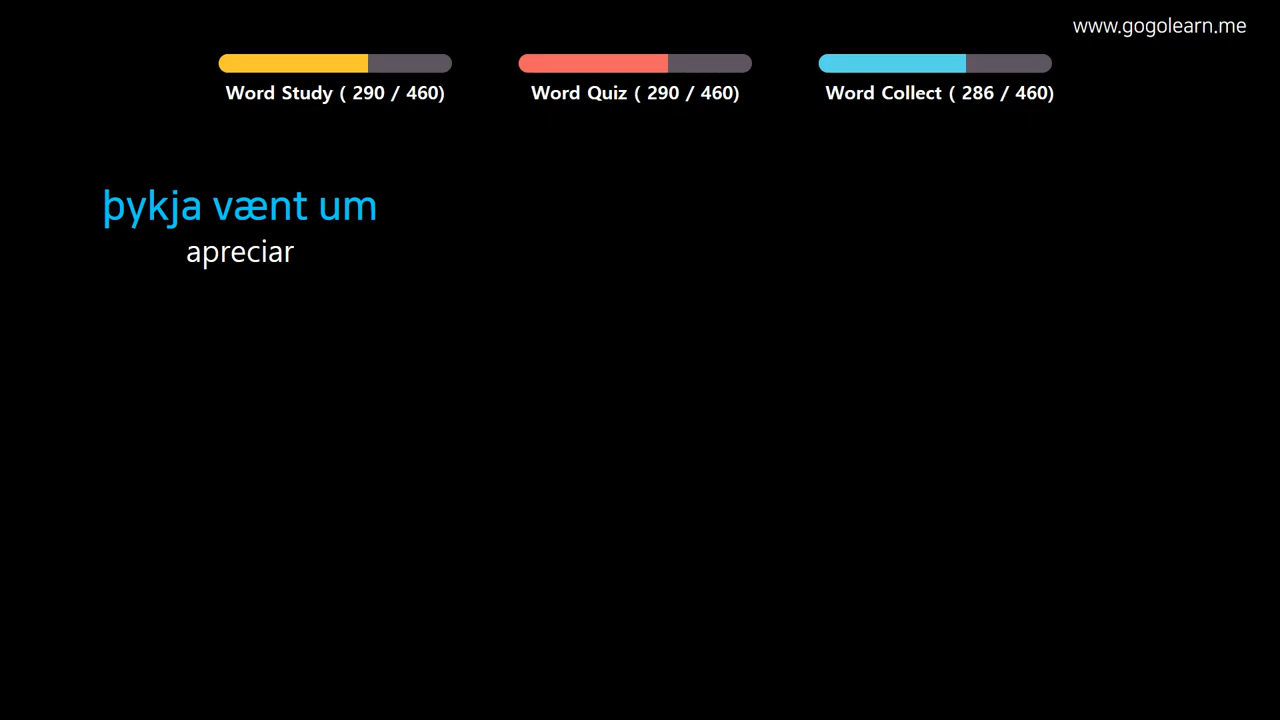 www.gogolearn.me
Word Study ( 290 / 460)
Word Quiz ( 290 / 460)
Word Collect ( 286 / 460)
þykja vænt um
apreciar